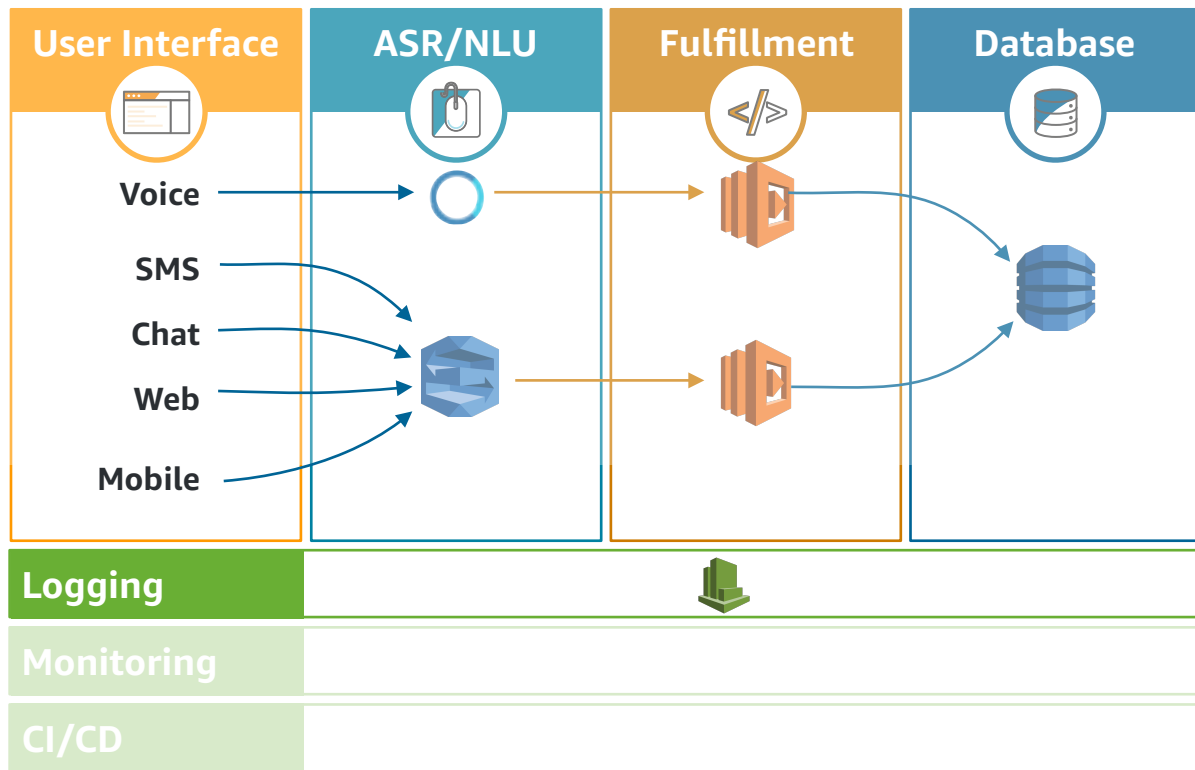 User Interface
ASR/NLU
Fulfillment
Database
</>
Voice
SMS
Chat
Web
Mobile
Logging
Monitoring
CI/CD